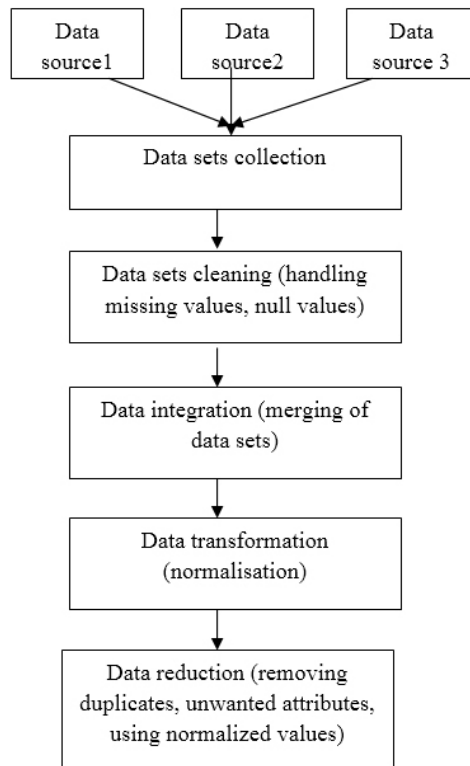 Data
source1
Data
source2
Data
source 3
Data sets collection
Data sets cleaning (handling
missing values, null values)
Data integration (merging of
data sets)
Data transformation
(normalisation)
Data reduction (removing
duplicates, unwanted attributes,
using normalized values)